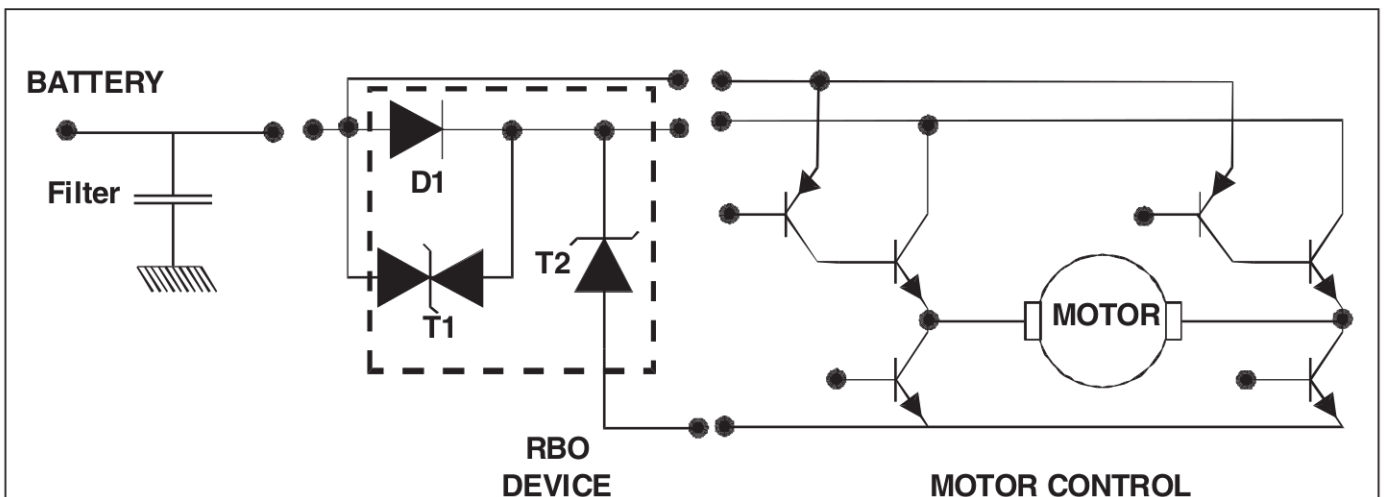 BATTERY
Filter
D1
T1
T2
MOTOR
RBO
DEVICE
MOTOR CONTROL